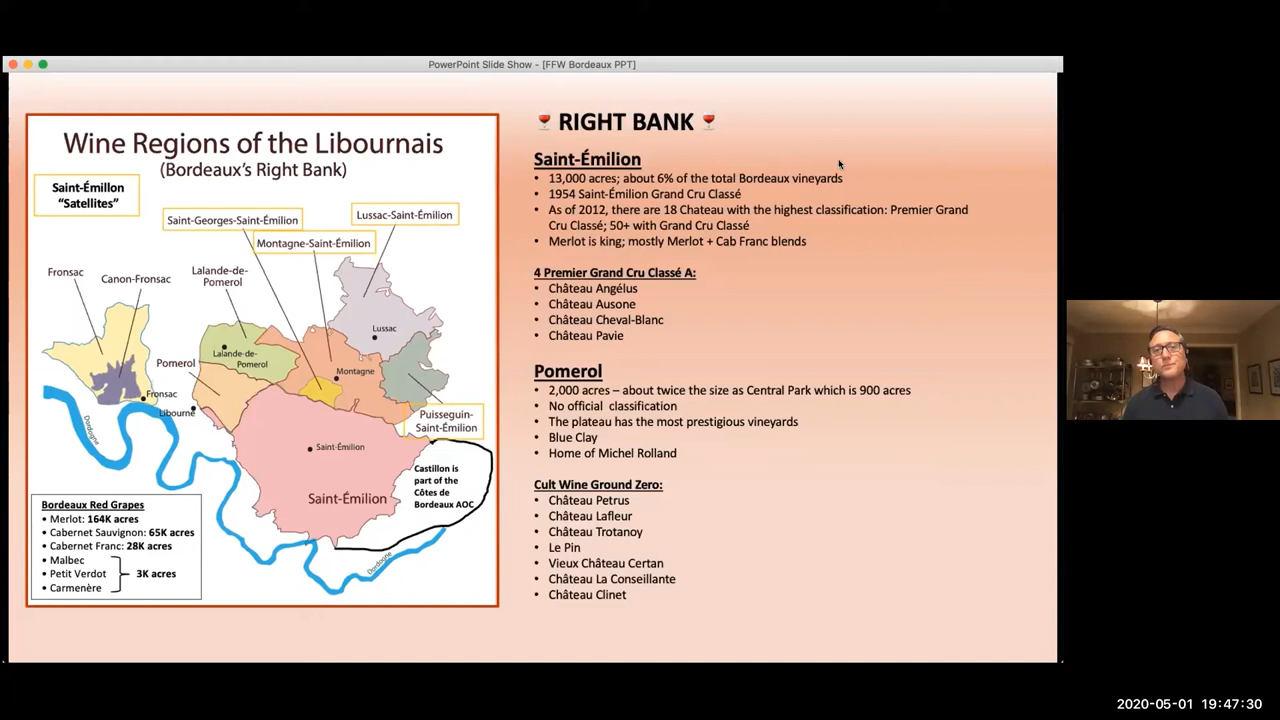 PowerPoint Slide Show - [FFW Bordeaux PPT]
Wine Regions of the Libournais
(Bordeaux's Right Bank)
Saint-Émillon
“Satellites”
Saint-Georges-Saint-Émilion
Lussac-Saint-Émilion
Montagne-Saint-Émilion
Fronsac
Canon-Fronsac
Lalande-de-
Pomerol
Lussac
Lalande-de-
Pomerol
Pomerol
Montagne
Fronsac
Libourne
Puisseguin-
Saint-Émilion
Dordogne
Saint-Émilion
Saint-Émilion
Castillon is
part of the
Côtes de
Bordeaux AOC
Dordogne
Bordeaux Red Grapes
• Merlot: 164K acres
• Cabernet Sauvignon: 65K acres
• Cabernet Franc: 28K acres
• Malbec
• Petit Verdot
• Carmenère
3K acres
RIGHT BANK
Saint-Émilion
• 13,000 acres; about 6% of the total Bordeaux vineyards
• 1954 Saint-Émilion Grand Cru Classé
• As of 2012, there are 18 Chateau with the highest classification: Premier Grand
Cru Classé; 50+ with Grand Cru Classé
• Merlot is king; mostly Merlot + Cab Franc blends
4 Premier Grand Cru Classé A:
• Château Angélus
• Château Ausone
• Château Cheval-Blanc
• Château Pavie
Pomerol
• 2,000 acres – about twice the size as Central Park which is 900 acres
• No official classification
• The plateau has the most prestigious vineyards
• Blue Clay
• Home of Michel Rolland
Cult Wine Ground Zero:
• Château Petrus
• Château Lafleur
• Château Trotanoy
• Le Pin
• Vieux Château Certan
• Château La Conseillante
• Château Clinet
2020-05-01 19:47:30